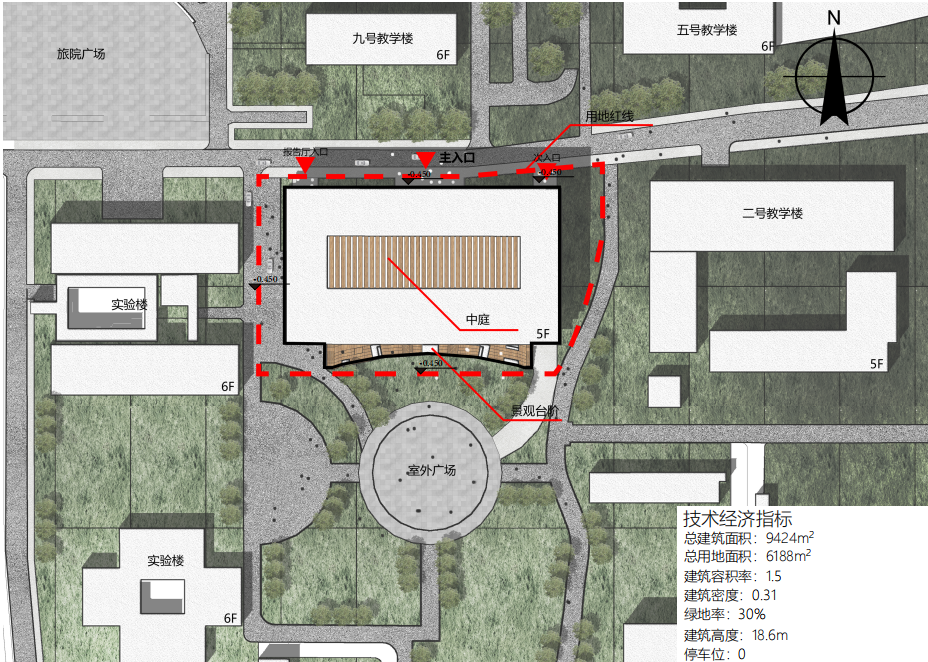 N
旅院广场
九号教学楼
6F
五号教学楼
6F
用地红线
报告厅入口
主入口
次入口
-0.450
-0.450
二号教学楼
-0.450
实验楼
中庭
5F
5F
-0.450
6F
景观台阶
室外广场
实验楼
6F
技术经济指标
总建筑面积：9424m²
总用地面积：6188m²
建筑容积率：1.5
建筑密度：0.31
绿地率：30%
建筑高度：18.6m
停车位：0